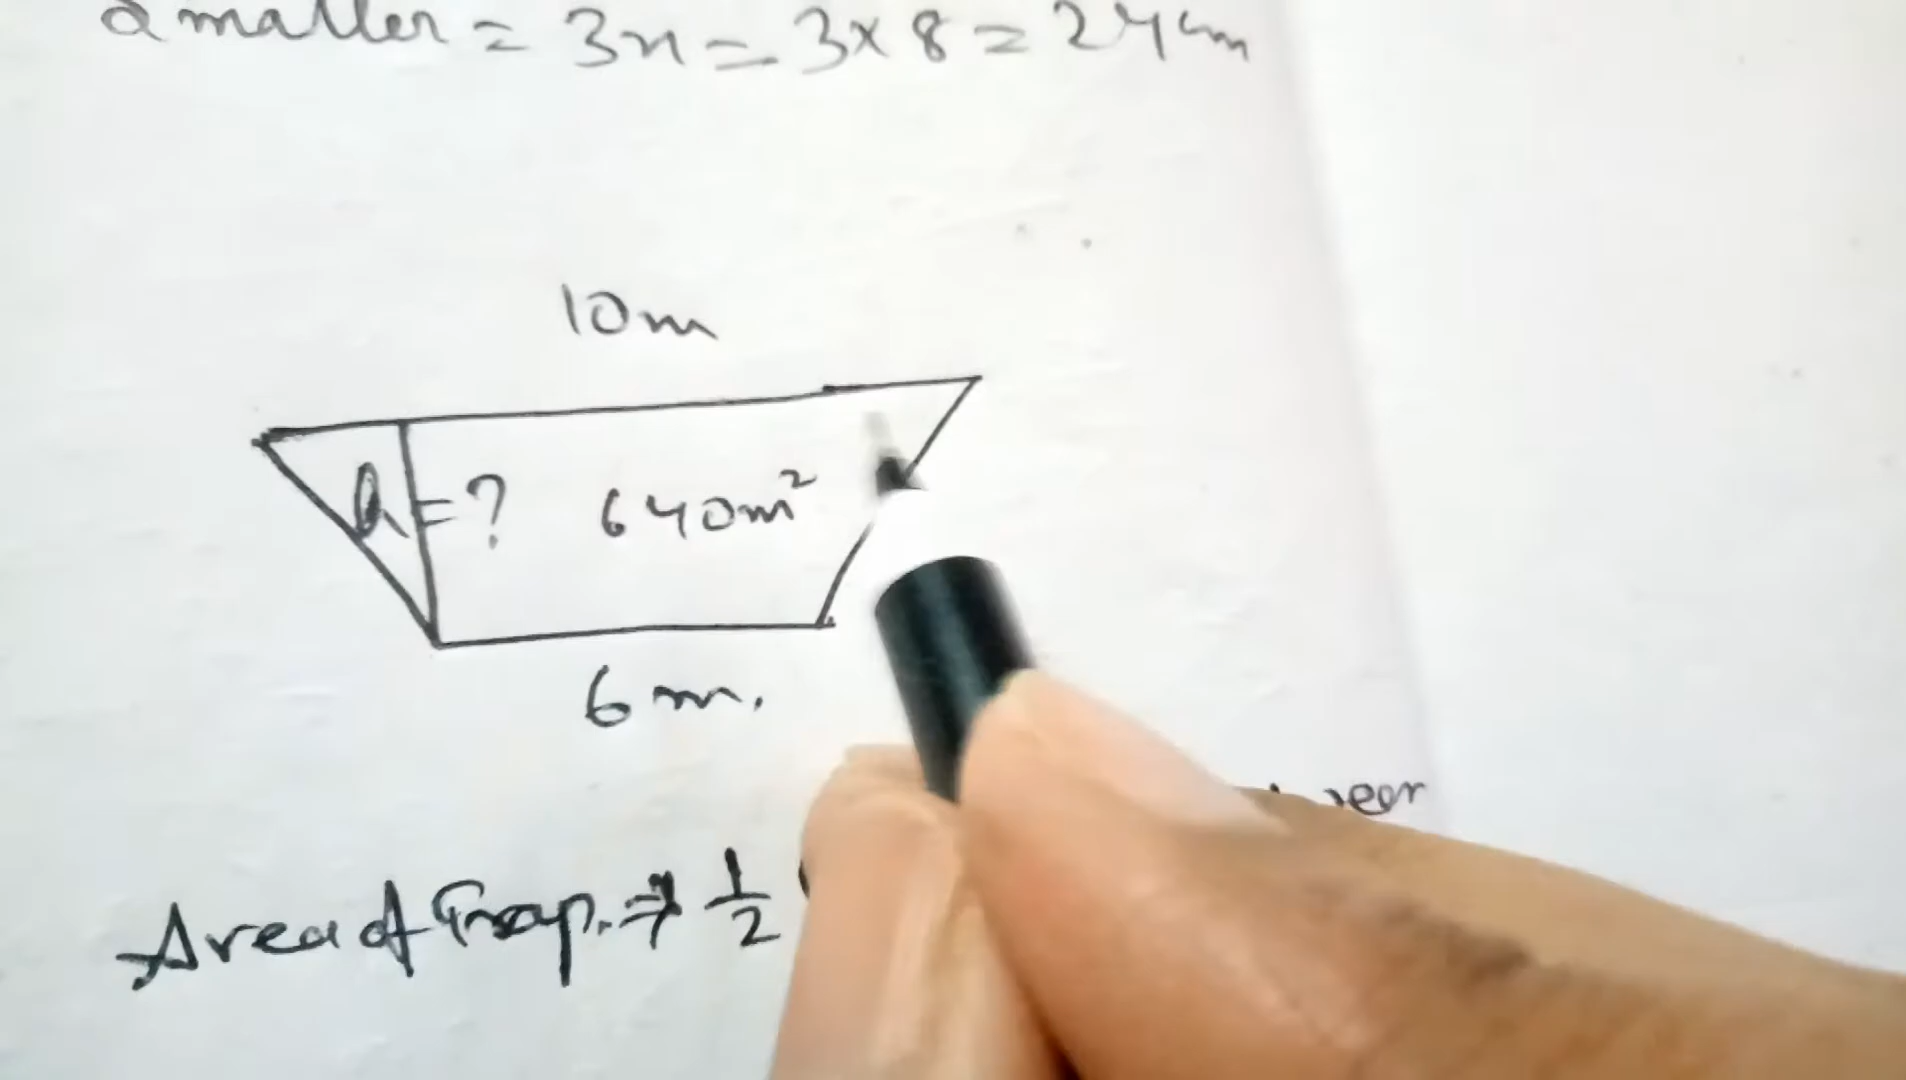 smaller = 3x = 3 × 8 = 24cm
10m
h = ? 640m²
6m.
Area of Trap. ⇒ 1/2 (